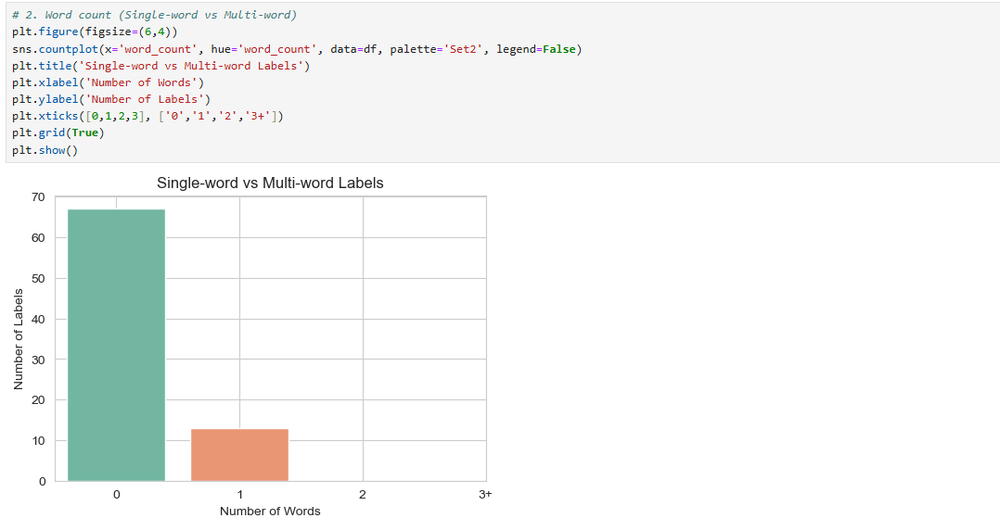 # 2. Word count (Single-word vs Multi-word)
plt.figure(figsize=(6,4))
sns.countplot(x='word_count', hue='word_count', data=df, palette='Set2', legend=False)
plt.title('Single-word vs Multi-word Labels')
plt.xlabel('Number of Words')
plt.ylabel('Number of Labels')
plt.xticks([0,1,2,3], ['0','1','2','3+'])
plt.grid(True)
plt.show()
Single-word vs Multi-word Labels
70
60
50
40
30
20
10
0
Number of Labels
0 1 2 3+
Number of Words